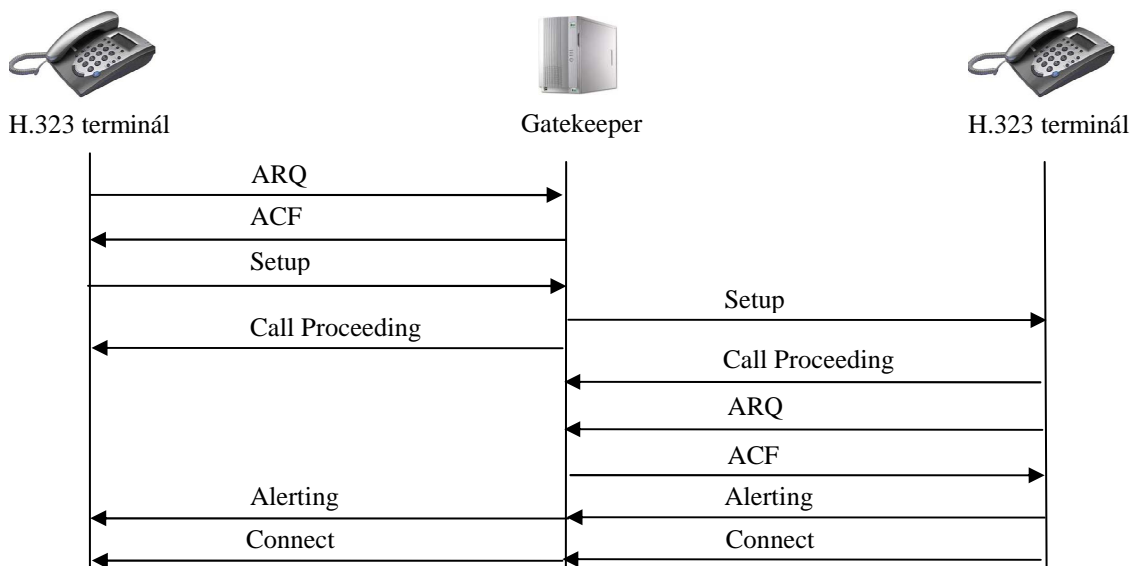 H.323 terminál
Gatekeeper
H.323 terminál
ARQ
ACF
Setup
Setup
Call Proceeding
Call Proceeding
ARQ
ACF
Alerting
Alerting
Connect
Connect